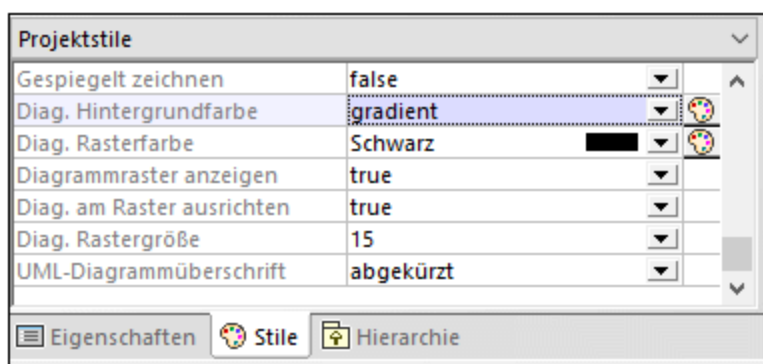 Projektstile
Gespiegelt zeichnen false
Diag. Hintergrundfarbe gradient
Diag. Rasterfarbe Schwarz
Diagrammraster anzeigen true
Diag. am Raster ausrichten true
Diag. Rastergröße 15
UML-Diagrammüberschrift abgekürzt
Eigenschaften Stile Hierarchie